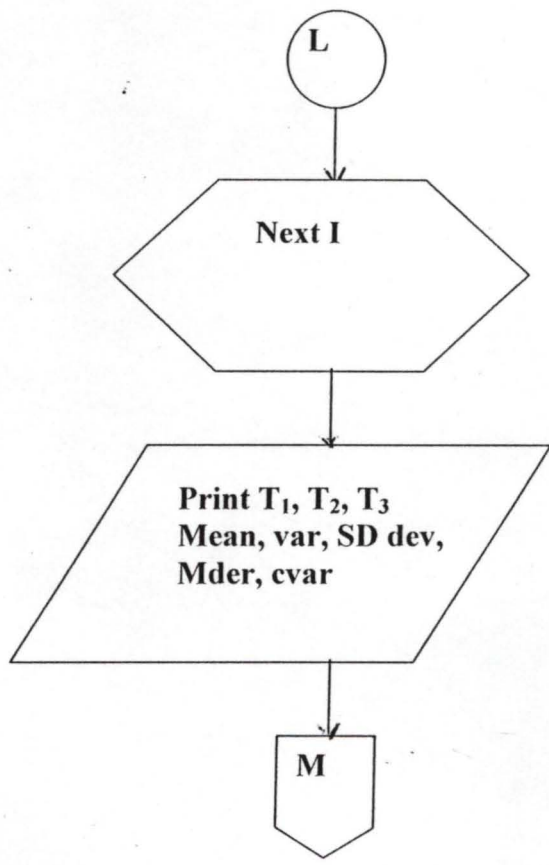 L
Next I
Print T₁, T₂, T₃
Mean, var, SD dev,
Mder, cvar
M